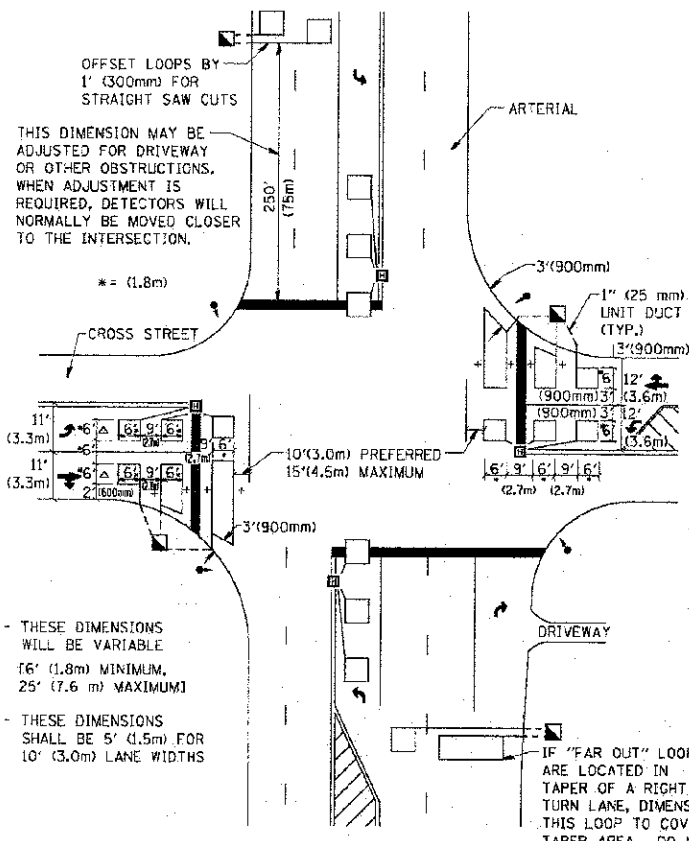 OFFSET LOOPS BY
1' (300mm) FOR
STRAIGHT SAW CUTS
THIS DIMENSION MAY BE
ADJUSTED FOR DRIVEWAY
OR OTHER OBSTRUCTIONS.
WHEN ADJUSTMENT IS
REQUIRED, DETECTORS WILL
NORMALLY BE MOVED CLOSER
TO THE INTERSECTION.
* = (1.8m)
250'
(75m)
ARTERIAL
3'(900mm)
1" (25 mm)
UNIT DUCT
(TYP.)
3'(900mm)
CROSS STREET
11'
(3.3m)
11'
(3.3m)
*6'
6' 9' 6'
*6'
*6'
6' 9' 6'
2'
(600mm)
9' 6'
(2.7m)
3'(900mm)
10'(3.0m) PREFERRED
15'(4.6m) MAXIMUM
12'
(3.6m)
12'
(3.6m)
(900mm) 3'
(900mm) 3'
6' 9' 6' 9' 6'
(2.7m) (2.7m)
- THESE DIMENSIONS
WILL BE VARIABLE
[6' (1.8m) MINIMUM,
25' (7.6 m) MAXIMUM]
- THESE DIMENSIONS
SHALL BE 5' (1.5m) FOR
10' (3.0m) LANE WIDTHS
DRIVEWAY
IF "FAR OUT" LOOP
ARE LOCATED IN
TAPER OF A RIGHT
TURN LANE, DIMENS
THIS LOOP TO COV
TAPER AREA. DO N